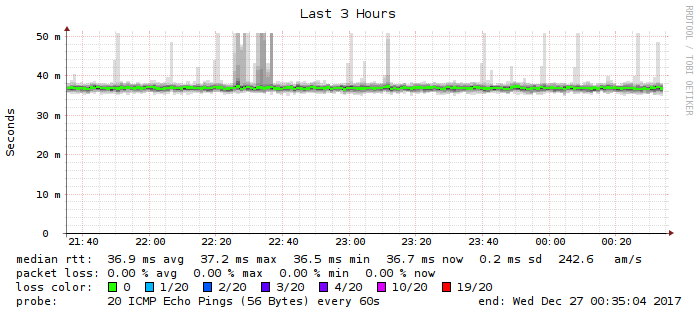 Last 3 Hours
RRDTOOL / TOBI OETIKER
Seconds
50 m
40 m
30 m
20 m
10 m
0
21:40 22:00 22:20 22:40 23:00 23:20 23:40 00:00 00:20
median rtt: 36.9 ms avg 37.2 ms max 36.5 ms min 36.7 ms now 0.2 ms sd 242.6 am/s
packet loss: 0.00 % avg 0.00 % max 0.00 % min 0.00 % now
loss color: 0 1/20 2/20 3/20 4/20 10/20 19/20
probe: 20 ICMP Echo Pings (56 Bytes) every 60s end: Wed Dec 27 00:35:04 2017